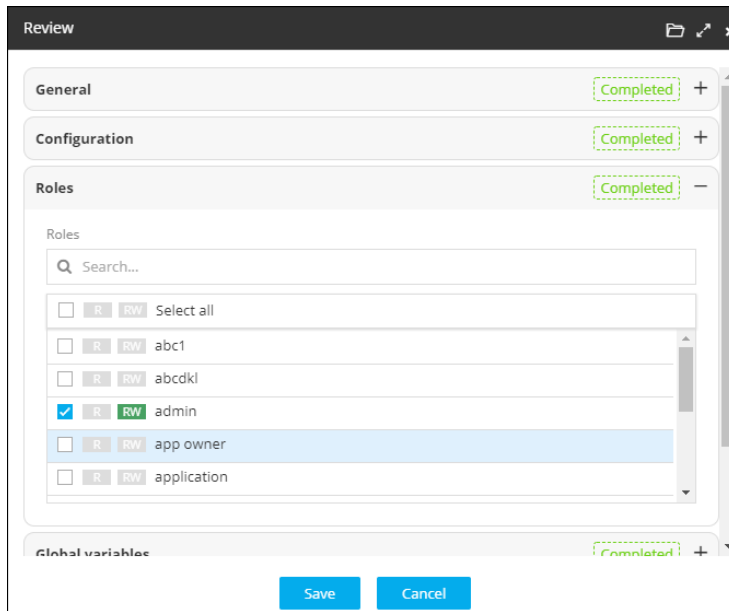 Review
General Completed +
Configuration Completed +
Roles Completed −
Roles
Search...
R RW Select all
R RW abc1
R RW abcdkl
R RW admin
R RW app owner
R RW application
Global variables Completed +
Save Cancel